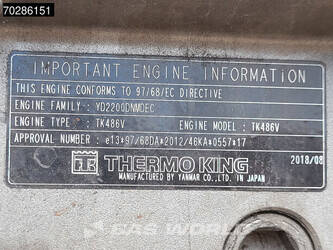 70286151
IMPORTANT ENGINE INFORMATION
THIS ENGINE CONFORMS TO 97/68/EC DIRECTIVE
ENGINE FAMILY : YD2200DNMDEC
ENGINE TYPE : TK486V ENGINE MODEL : TK486V
APPROVAL NUMBER : e13*97/68DA*2012/46KA*0557*17
THERMO KING 2018/08
MANUFACTURED BY YANMAR CO.,LTD. IN JAPAN